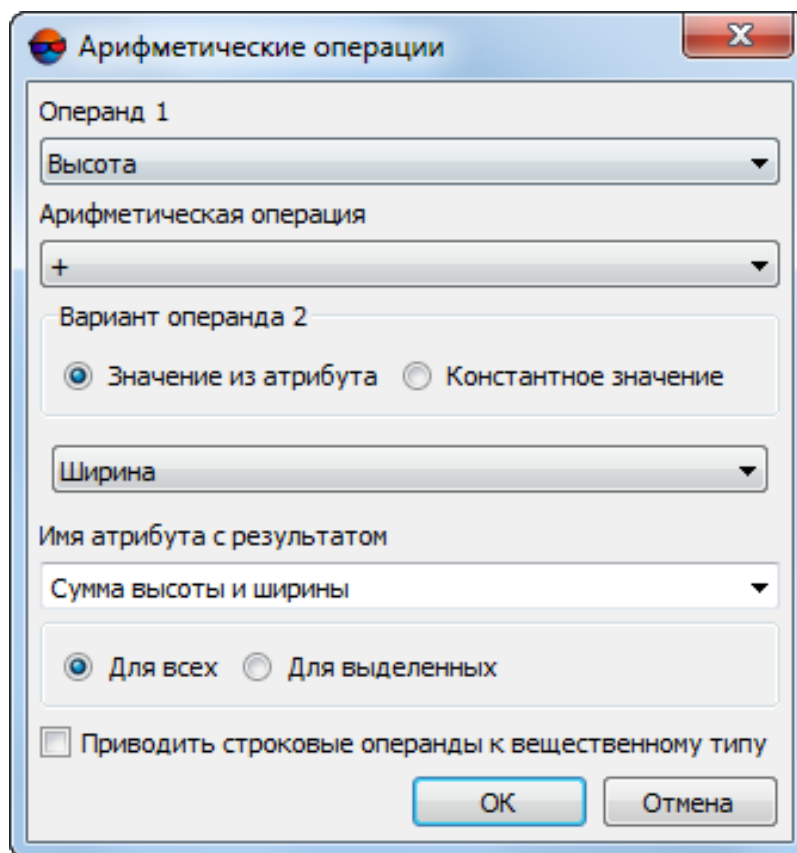 Арифметические операции
Операнд 1
Высота
Арифметическая операция
+
Вариант операнда 2
Значение из атрибута Константное значение
Ширина
Имя атрибута с результатом
Сумма высоты и ширины
Для всех Для выделенных
Приводить строковые операнды к вещественному типу
ОК Отмена